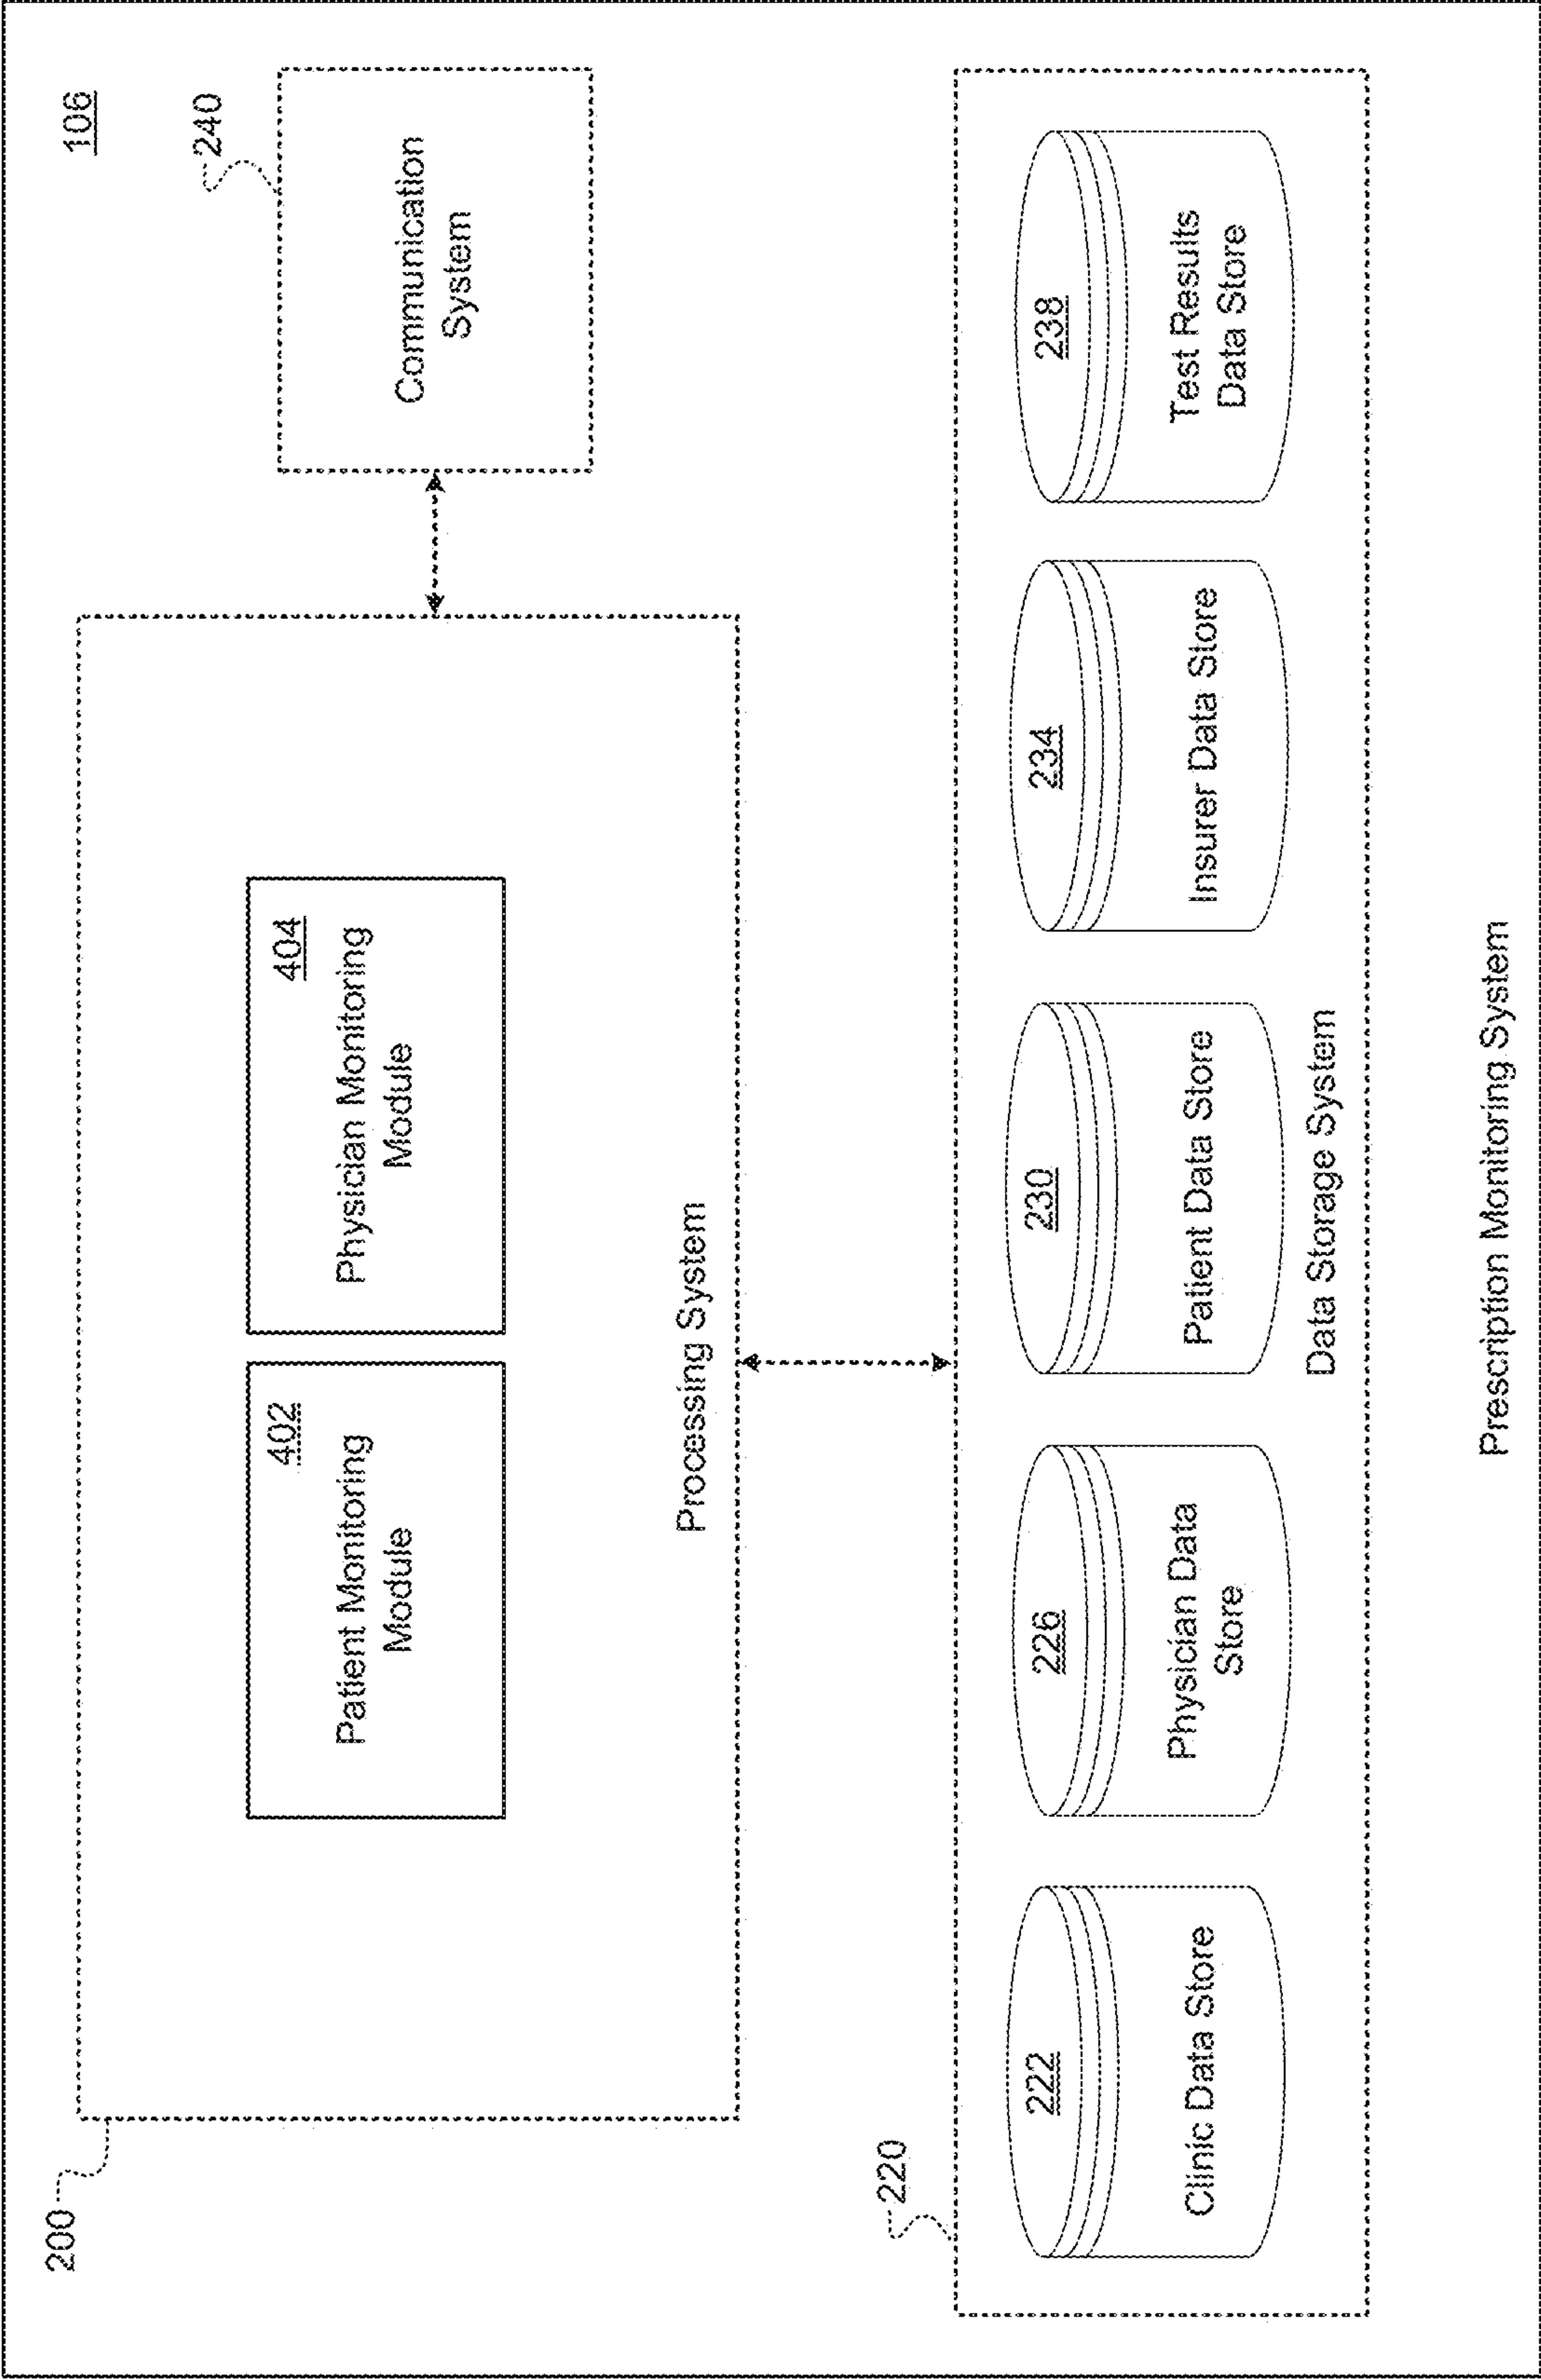 106
200
240
402
Patient Monitoring
Module
404
Physician Monitoring
Module
Processing System
Communication
System
220
222
Clinic Data Store
226
Physician Data
Store
230
Patient Data Store
234
Insurer Data Store
238
Test Results
Data Store
Data Storage System
Prescription Monitoring System